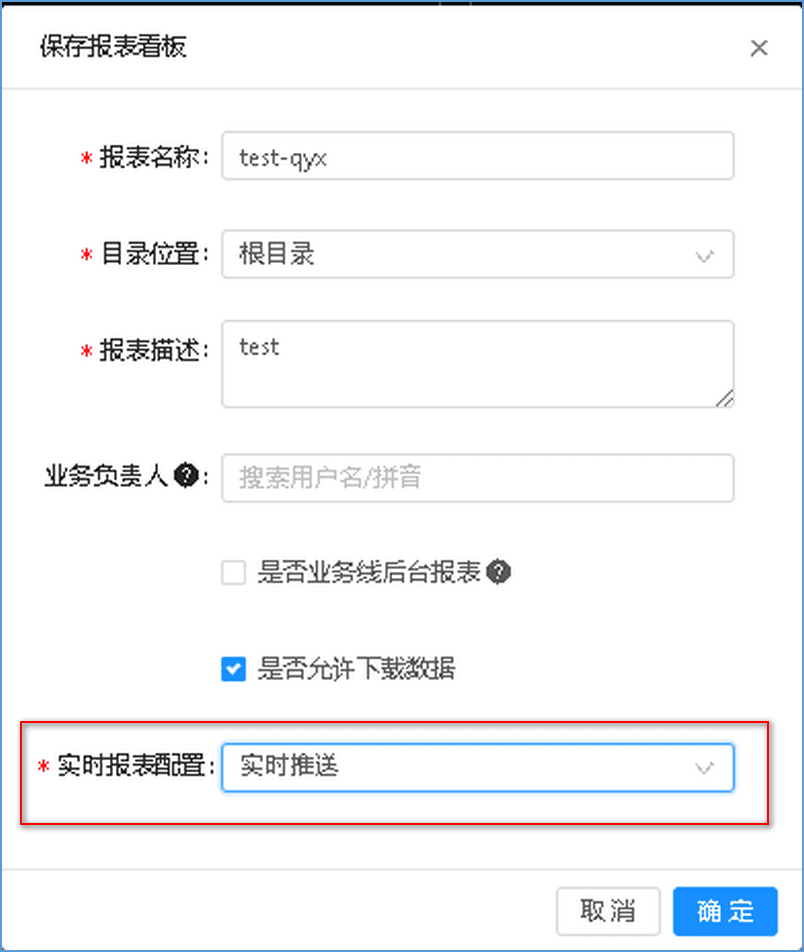 保存报表看板
* 报表名称: test-qyx
* 目录位置: 根目录
* 报表描述: test
业务负责人?: 搜索用户名/拼音
是否业务线后台报表?
是否允许下载数据
* 实时报表配置: 实时推送
取消 确定